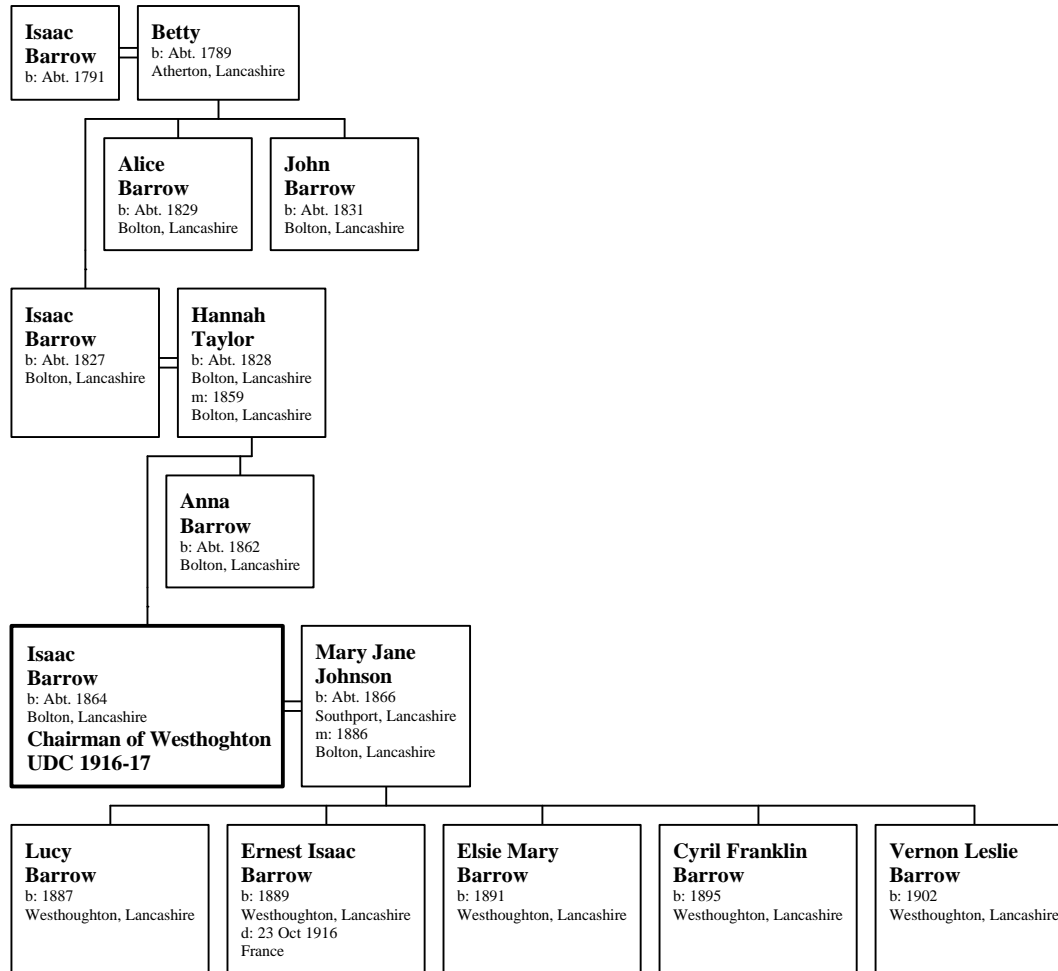 Isaac
Barrow
b: Abt. 1791
Betty
b: Abt. 1789
Atherton, Lancashire
Alice
Barrow
b: Abt. 1829
Bolton, Lancashire
John
Barrow
b: Abt. 1831
Bolton, Lancashire
Isaac
Barrow
b: Abt. 1827
Bolton, Lancashire
Hannah
Taylor
b: Abt. 1828
Bolton, Lancashire
m: 1859
Bolton, Lancashire
Anna
Barrow
b: Abt. 1862
Bolton, Lancashire
Isaac
Barrow
b: Abt. 1864
Bolton, Lancashire
Chairman of Westhoghton
UDC 1916-17
Mary Jane
Johnson
b: Abt. 1866
Southport, Lancashire
m: 1886
Bolton, Lancashire
Lucy
Barrow
b: 1887
Westhoughton, Lancashire
Ernest Isaac
Barrow
b: 1889
Westhoughton, Lancashire
d: 23 Oct 1916
France
Elsie Mary
Barrow
b: 1891
Westhoughton, Lancashire
Cyril Franklin
Barrow
b: 1895
Westhoughton, Lancashire
Vernon Leslie
Barrow
b: 1902
Westhoughton, Lancashire